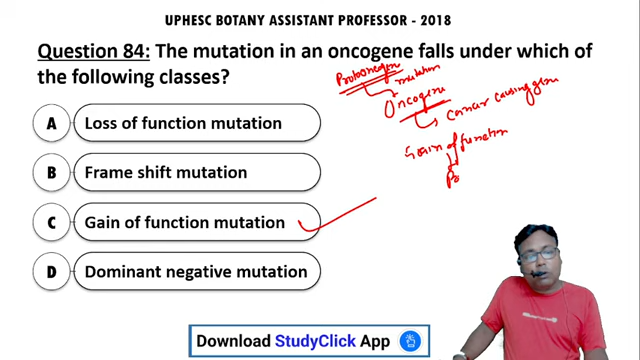 UPHESC BOTANY ASSISTANT PROFESSOR - 2018
Question 84: The mutation in an oncogene falls under which of
the following classes?
Protooncogene
mutation
Oncogene
Cancer causing gene
Gain of function
A Loss of function mutation
B Frame shift mutation
C Gain of function mutation
D Dominant negative mutation
Download StudyClick App